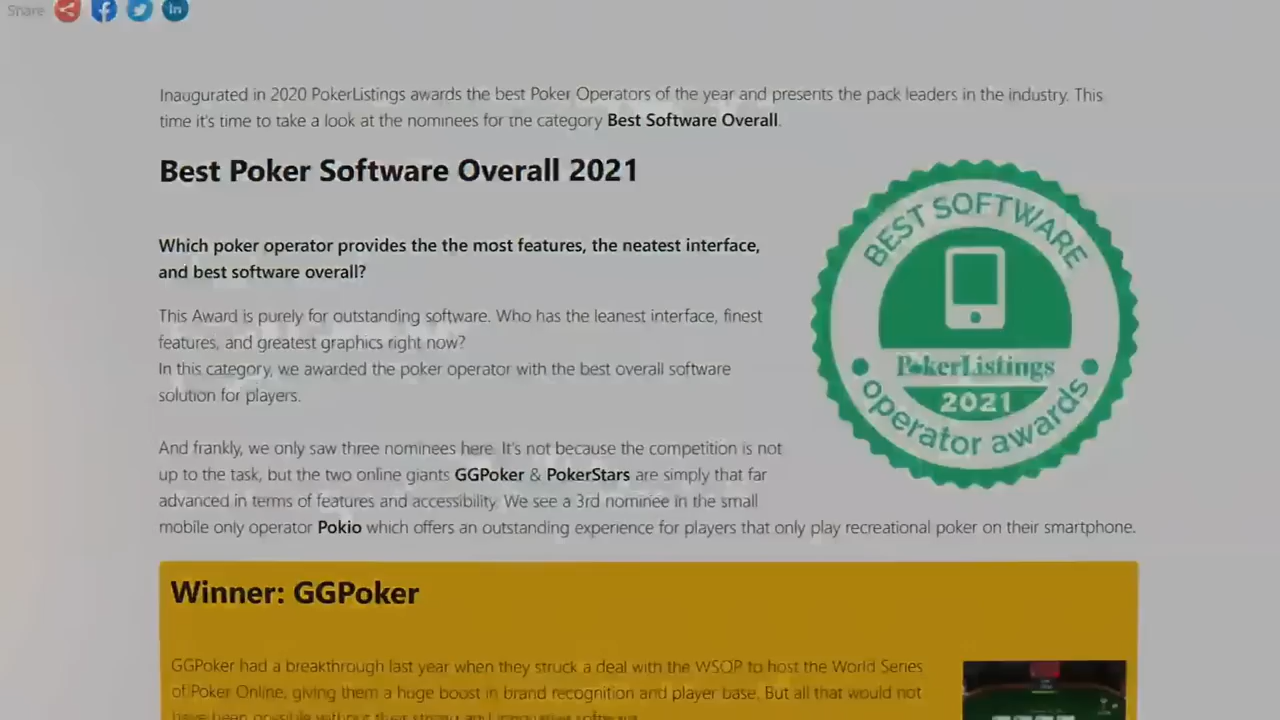 Share
in
Inaugurated in 2020 PokerListings awards the best Poker Operators of the year and presents the pack leaders in the industry. This
time it's time to take a look at the nominees for the category Best Software Overall.
Best Poker Software Overall 2021
Which poker operator provides the the most features, the neatest interface,
and best software overall?
This Award is purely for outstanding software. Who has the leanest interface, finest
features, and greatest graphics right now?
In this category, we awarded the poker operator with the best overall software
solution for players.
And frankly, we only saw three nominees here. It's not because the competition is not
up to the task, but the two online giants GGPoker & PokerStars are simply that far
advanced in terms of features and accessibility. We see a 3rd nominee in the small
mobile only operator Pokio which offers an outstanding experience for players that only play recreational poker on their smartphone.
BEST SOFTWARE
PokerListings
2021
operator awards
Winner: GGPoker
GGPoker had a breakthrough last year when they struck a deal with the WSOP to host the World Series
of Poker Online, giving them a huge boost in brand recognition and player base. But all that would not
have been possible without their strong and innovative software.